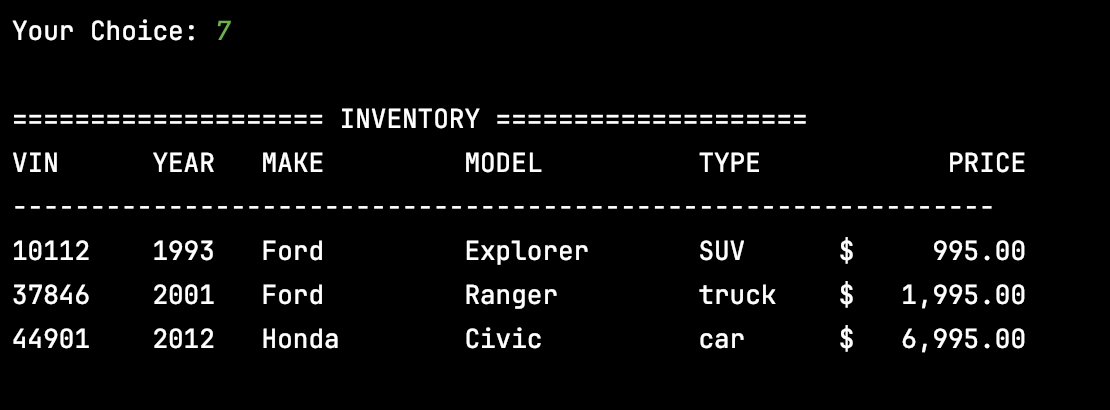 Your Choice: 7
==================== INVENTORY ====================
VIN      YEAR   MAKE         MODEL          TYPE            PRICE
---------------------------------------------------------------
10112    1993   Ford         Explorer       SUV      $     995.00
37846    2001   Ford         Ranger         truck    $   1,995.00
44901    2012   Honda        Civic          car      $   6,995.00